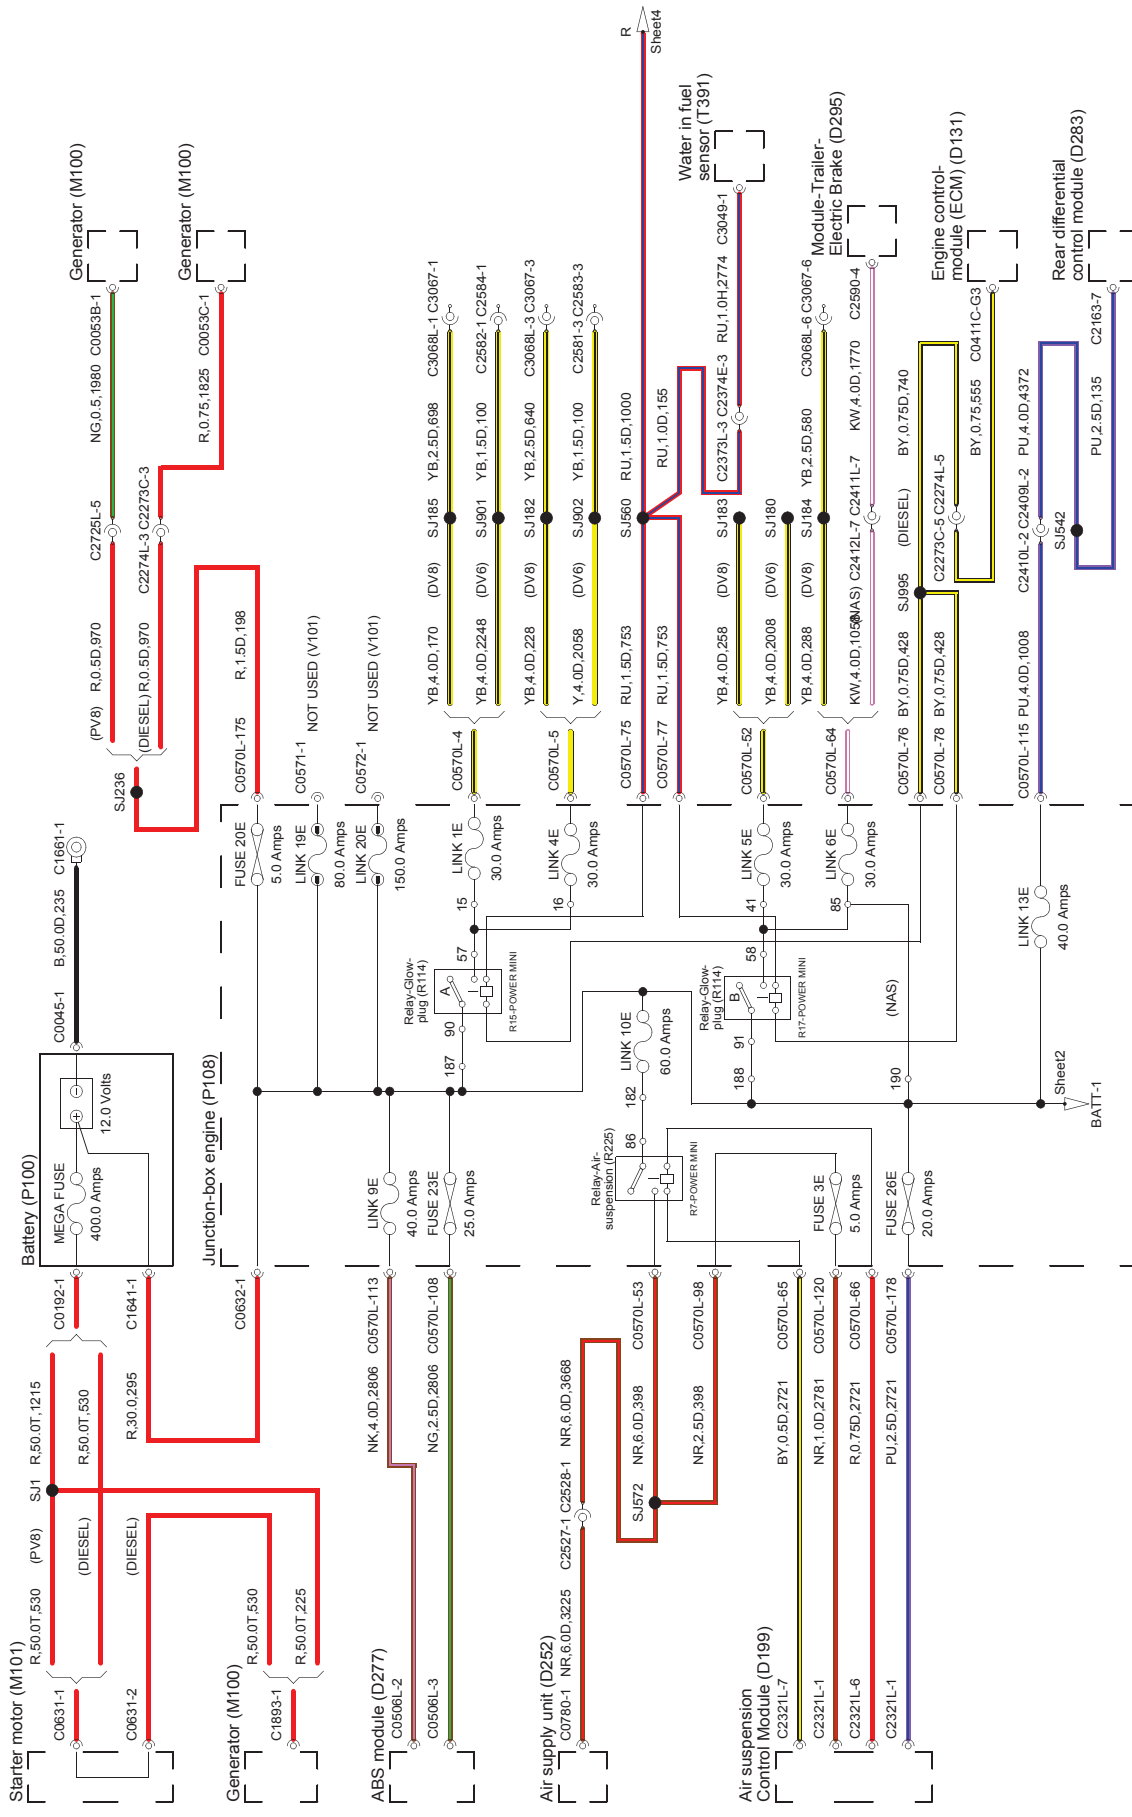 Starter motor (M101)
C0631-1
C0631-2
R,50.0T,530
(PV8)
SJ1
R,50.0T,1215
(DIESEL)
R,50.0T,530
(DIESEL)
R,30.0,295
C0192-1
C1641-1
C0632-1
Generator (M100)
C1893-1
R,50.0T,530
R,50.0T,225
Battery (P100)
MEGA FUSE
400.0 Amps
12.0 Volts
C0045-1
B,50.0D,235
C1661-1
Junction-box engine (P108)
SJ236
(PV8)
R,0.5D,970
C2725L-5
NG,0.5,1980
C0053B-1
Generator (M100)
(DIESEL)
R,0.5D,970
C2274L-3
C2273C-3
R,0.75,1825
C0053C-1
Generator (M100)
FUSE 20E
5.0 Amps
C0570L-175
R,1.5D,198
LINK 19E
80.0 Amps
C0571-1
NOT USED (V101)
LINK 20E
150.0 Amps
C0572-1
NOT USED (V101)
ABS module (D277)
C0506L-2
C0506L-3
NK,4.0D,2806
C0570L-113
LINK 9E
40.0 Amps
NG,2.5D,2806
C0570L-108
FUSE 23E
25.0 Amps
187
90
Relay-Glow-
plug (R114)
A
R15-POWER MINI
57
15
LINK 1E
30.0 Amps
C0570L-4
YB,4.0D,170
(DV8)
SJ185
YB,2.5D,698
C3068L-1
C3067-1
YB,4.0D,2248
(DV6)
SJ901
YB,1.5D,100
C2582-1
C2584-1
16
LINK 4E
30.0 Amps
C0570L-5
YB,4.0D,228
(DV8)
SJ182
YB,2.5D,640
C3068L-3
C3067-3
Y,4.0D,2058
(DV6)
SJ902
YB,1.5D,100
C2581-3
C2583-3
Air supply unit (D252)
C0780-1
NR,6.0D,3225
C2527-1
C2528-1
NR,6.0D,3668
SJ572
NR,6.0D,398
C0570L-53
NR,2.5D,398
C0570L-98
Relay-Air-
suspension (R225)
R7-POWER MINI
86
182
LINK 10E
60.0 Amps
C0570L-75
RU,1.5D,753
SJ560
RU,1.5D,1000
R
Sheet4
C0570L-77
RU,1.5D,753
RU,1.0D,155
C2373L-3
C2374E-3
RU,1.0H,2774
C3049-1
Water in fuel
sensor (T391)
188
91
Relay-Glow-
plug (R114)
B
R17-POWER MINI
58
41
LINK 5E
30.0 Amps
C0570L-52
YB,4.0D,258
(DV8)
SJ183
YB,4.0D,2008
(DV6)
SJ180
85
LINK 6E
30.0 Amps
C0570L-64
YB,4.0D,288
(DV8)
SJ184
YB,2.5D,580
C3068L-6
C3067-6
(NAS)
C2412L-7
C2411L-7
KW,4.0D,1770
C2590-4
Module-Trailer-
Electric Brake (D295)
Air suspension
Control Module (D199)
C2321L-7
C2321L-1
C2321L-6
C2321L-1
BY,0.5D,2721
C0570L-65
NR,1.0D,2781
C0570L-120
FUSE 3E
5.0 Amps
R,0.75D,2721
C0570L-66
PU,2.5D,2721
C0570L-178
FUSE 26E
20.0 Amps
190
(NAS)
C0570L-76
BY,0.75D,428
SJ995
(DIESEL)
BY,0.75D,740
C0570L-78
BY,0.75D,428
C2273C-5
C2274L-5
BY,0.75,555
C0411C-G3
Engine control-
module (ECM) (D131)
LINK 13E
40.0 Amps
C0570L-115
PU,4.0D,1008
C2410L-2
C2409L-2
PU,4.0D,4372
SJ542
PU,2.5D,135
C2163-7
Rear differential
control module (D283)
Sheet2
BATT-1